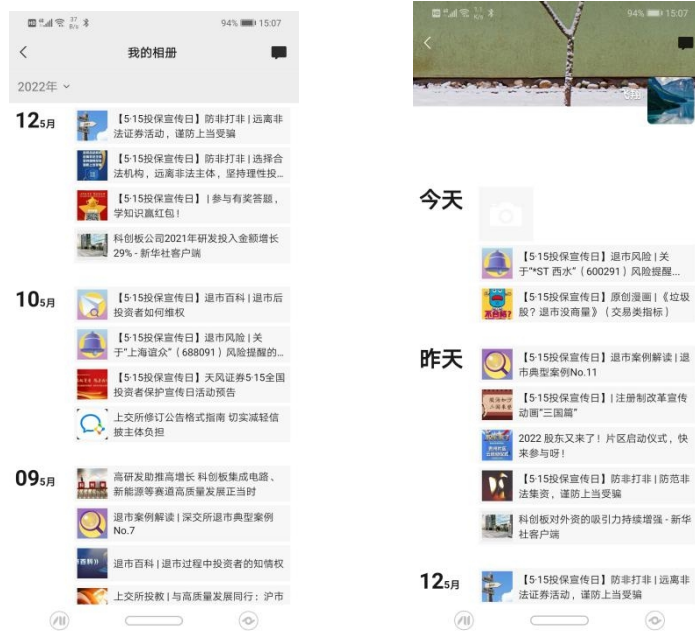 94% 15:07
我的相册
2022年
12 5月
【5·15投保宣传日】防非打非 | 远离非
法证券活动，谨防上当受骗
【5·15投保宣传日】防非打非 | 选择合
法机构，远离非法主体，坚持理性投...
【5·15投保宣传日】 | 参与有奖答题，
学知识赢红包！
科创板公司2021年研发投入金额增长
29% - 新华社客户端
10 5月
【5·15投保宣传日】退市百科 | 退市后
投资者如何维权
【5·15投保宣传日】退市风险 | 关
于“上海谊众”（688091）风险提醒的...
【5·15投保宣传日】天风证券5·15全国
投资者保护宣传日活动预告
上交所修订公告格式指南 切实减轻信
披主体负担
09 5月
高研发助推高增长 科创板集成电路、
新能源等赛道高质量发展正当时
退市案例解读 | 深交所退市典型案例
No.7
退市百科 | 退市过程中投资者的知情权
上交所投教 | 与高质量发展同行：沪市
94% 15:07
今天
【5·15投保宣传日】退市风险 | 关
于“*ST 西水”（600291）风险提醒...
【5·15投保宣传日】原创漫画 | 《垃圾
股？退市没商量》（交易类指标）
昨天
【5·15投保宣传日】退市案例解读 | 退
市典型案例No.11
【5·15投保宣传日】 | 注册制改革宣传
动画“三国篇”
2022 股东又来了！片区启动仪式，快
来参与呀！
【5·15投保宣传日】防非打非 | 防范非
法集资，谨防上当受骗
科创板对外资的吸引力持续增强 - 新华
社客户端
12 5月
【5·15投保宣传日】防非打非 | 远离非
法证券活动，谨防上当受骗